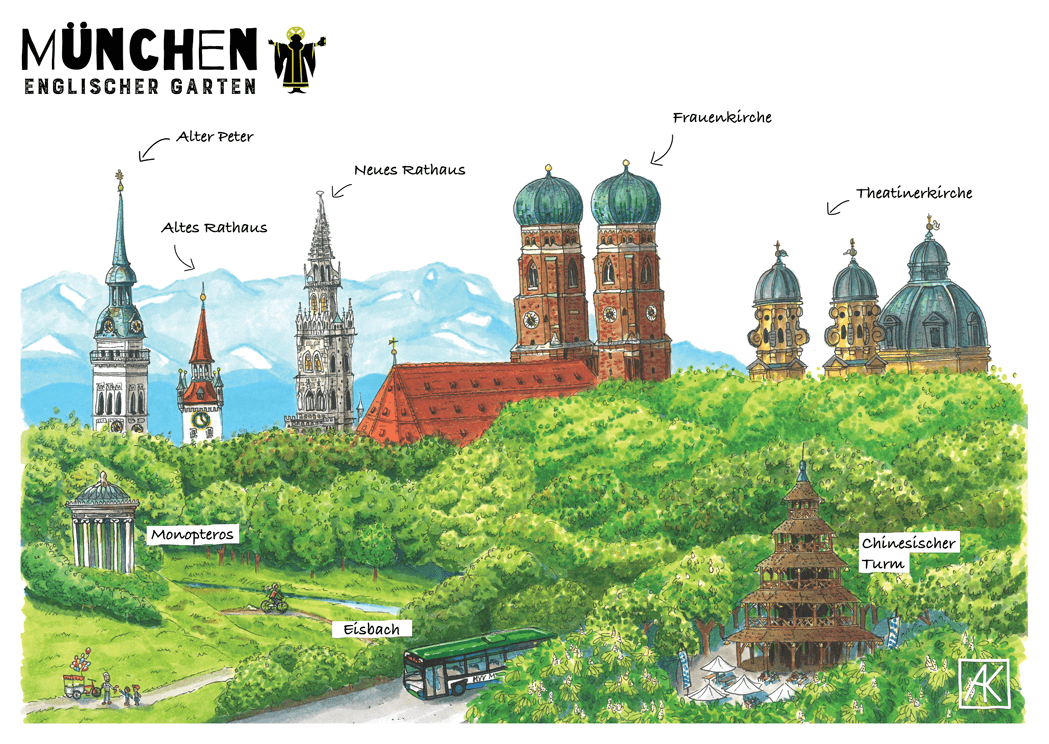 MÜNCHEN
ENGLISCHER GARTEN
Frauenkirche
Alter Peter
Neues Rathaus
Theatinerkirche
Altes Rathaus
Monopteros
Chinesischer
Turm
Eisbach
AK